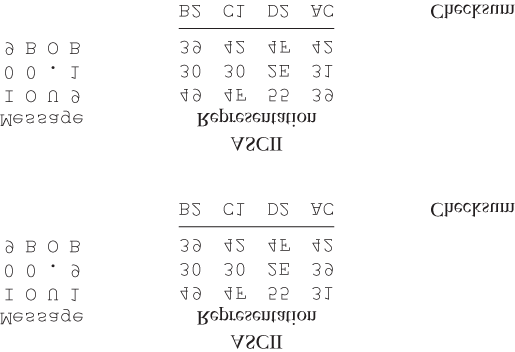 ASCII
Message Representation
I O U 1 49 4F 55 31
0 0 . 9 30 30 2E 39
9 B O B 39 42 4F 42
B2 C1 D2 AC Checksum
ASCII
Message Representation
I O U 9 49 4F 55 39
0 0 . 1 30 30 2E 31
9 B O B 39 42 4F 42
B2 C1 D2 AC Checksum